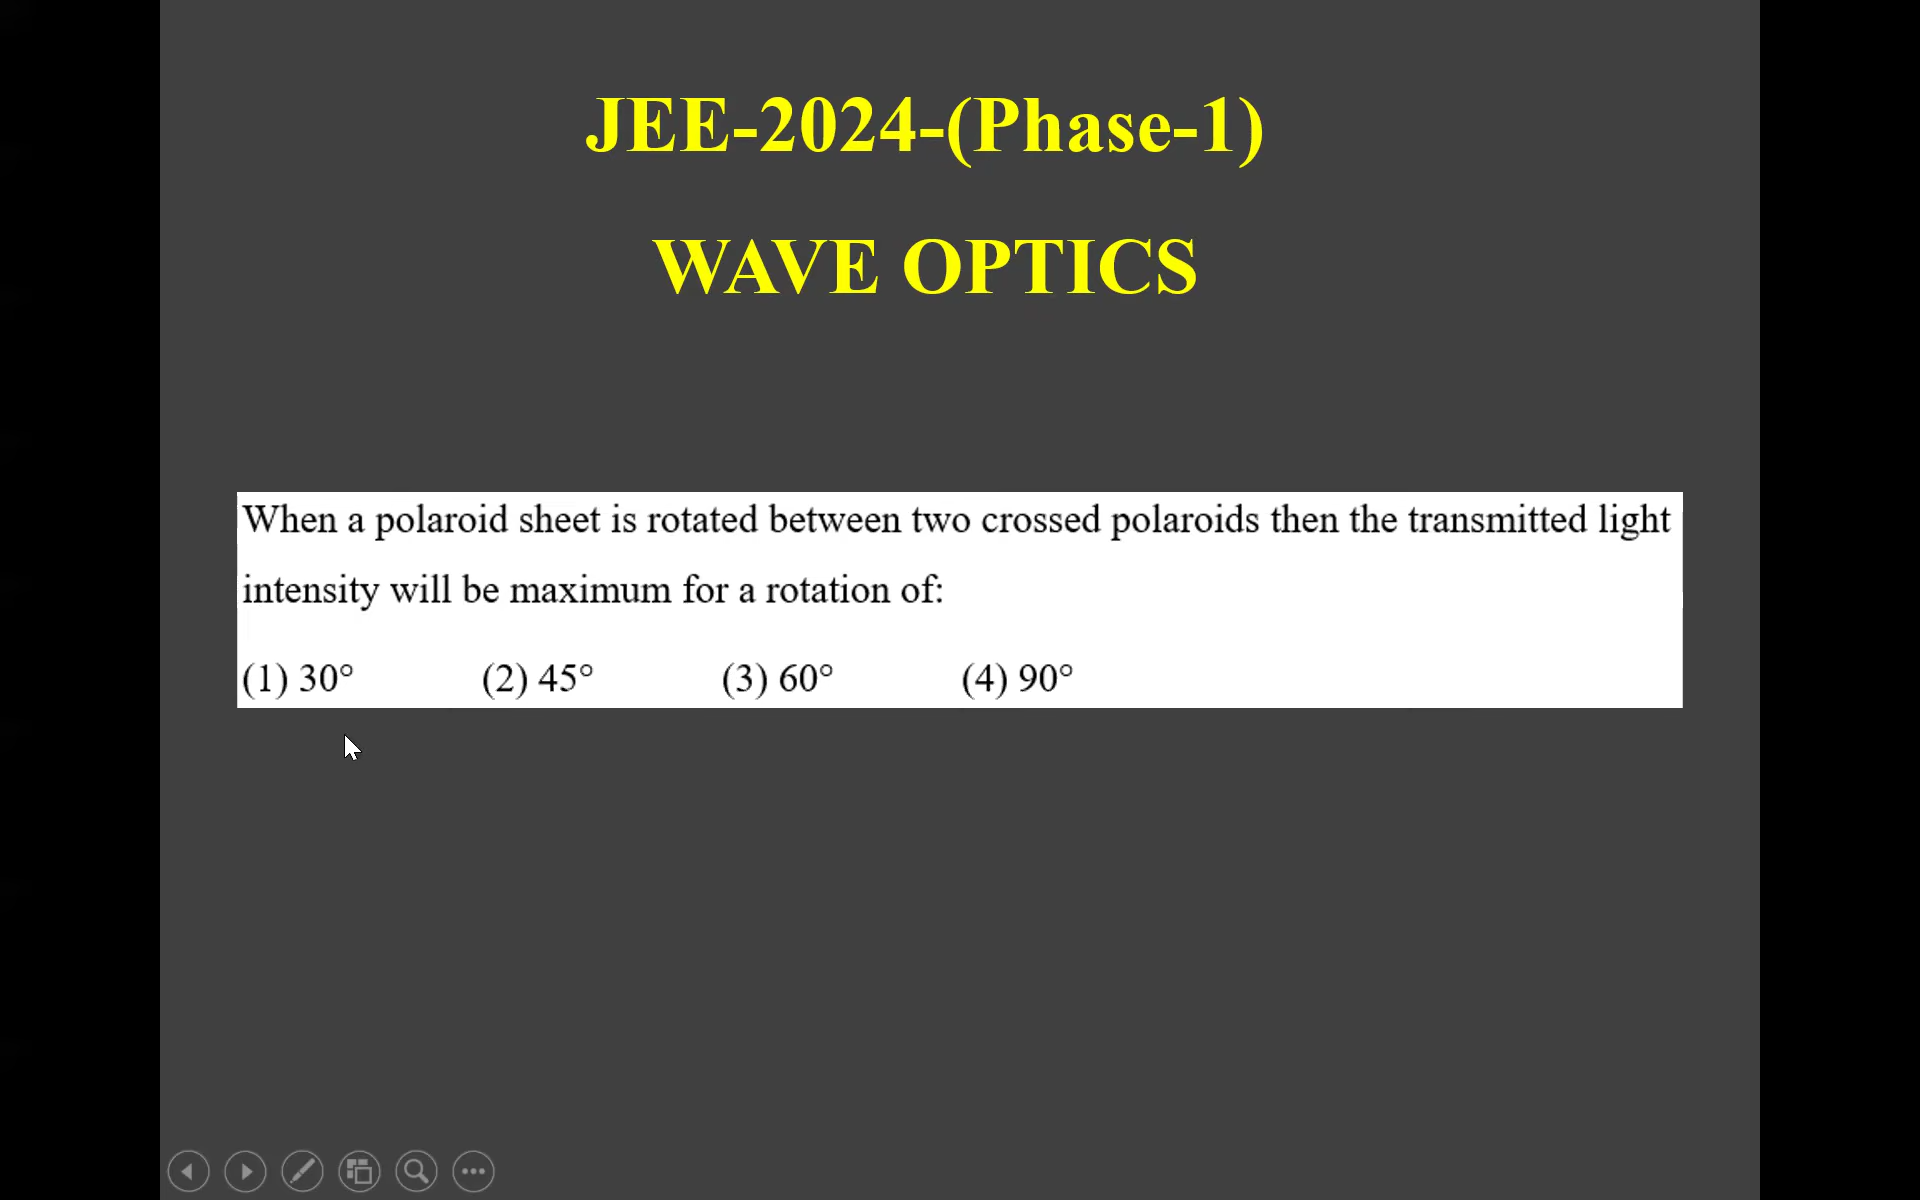 JEE-2024-(Phase-1)
WAVE OPTICS
When a polaroid sheet is rotated between two crossed polaroids then the transmitted light
intensity will be maximum for a rotation of:
(1) 30° (2) 45° (3) 60° (4) 90°